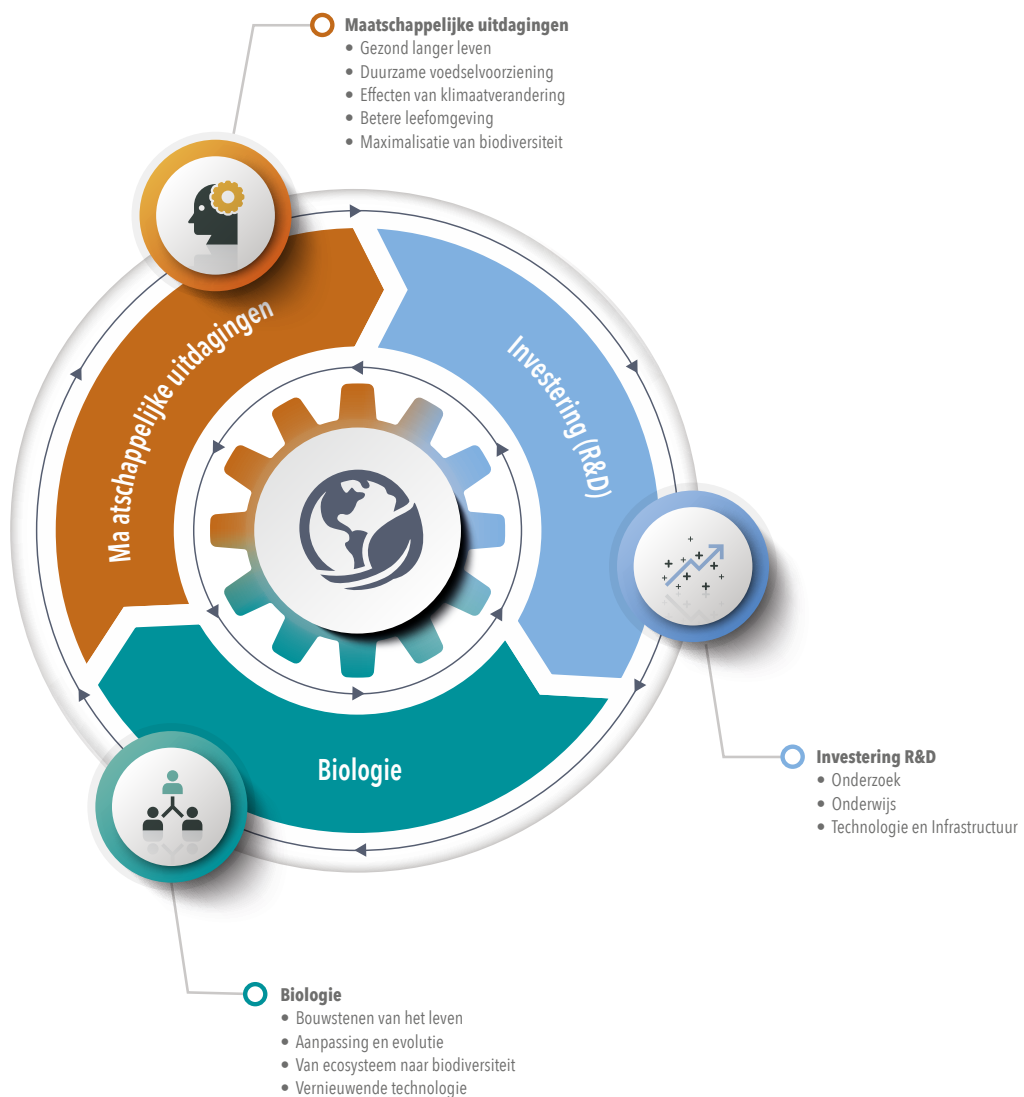 Maatschappelijke uitdagingen
• Gezond langer leven
• Duurzame voedselvoorziening
• Effecten van klimaatverandering
• Betere leefomgeving
• Maximalisatie van biodiversiteit
Ma atschappelijke uitdagingen
Investering (R&D)
Biologie
Investering R&D
• Onderzoek
• Onderwijs
• Technologie en Infrastructuur
Biologie
• Bouwstenen van het leven
• Aanpassing en evolutie
• Van ecosysteem naar biodiversiteit
• Vernieuwende technologie